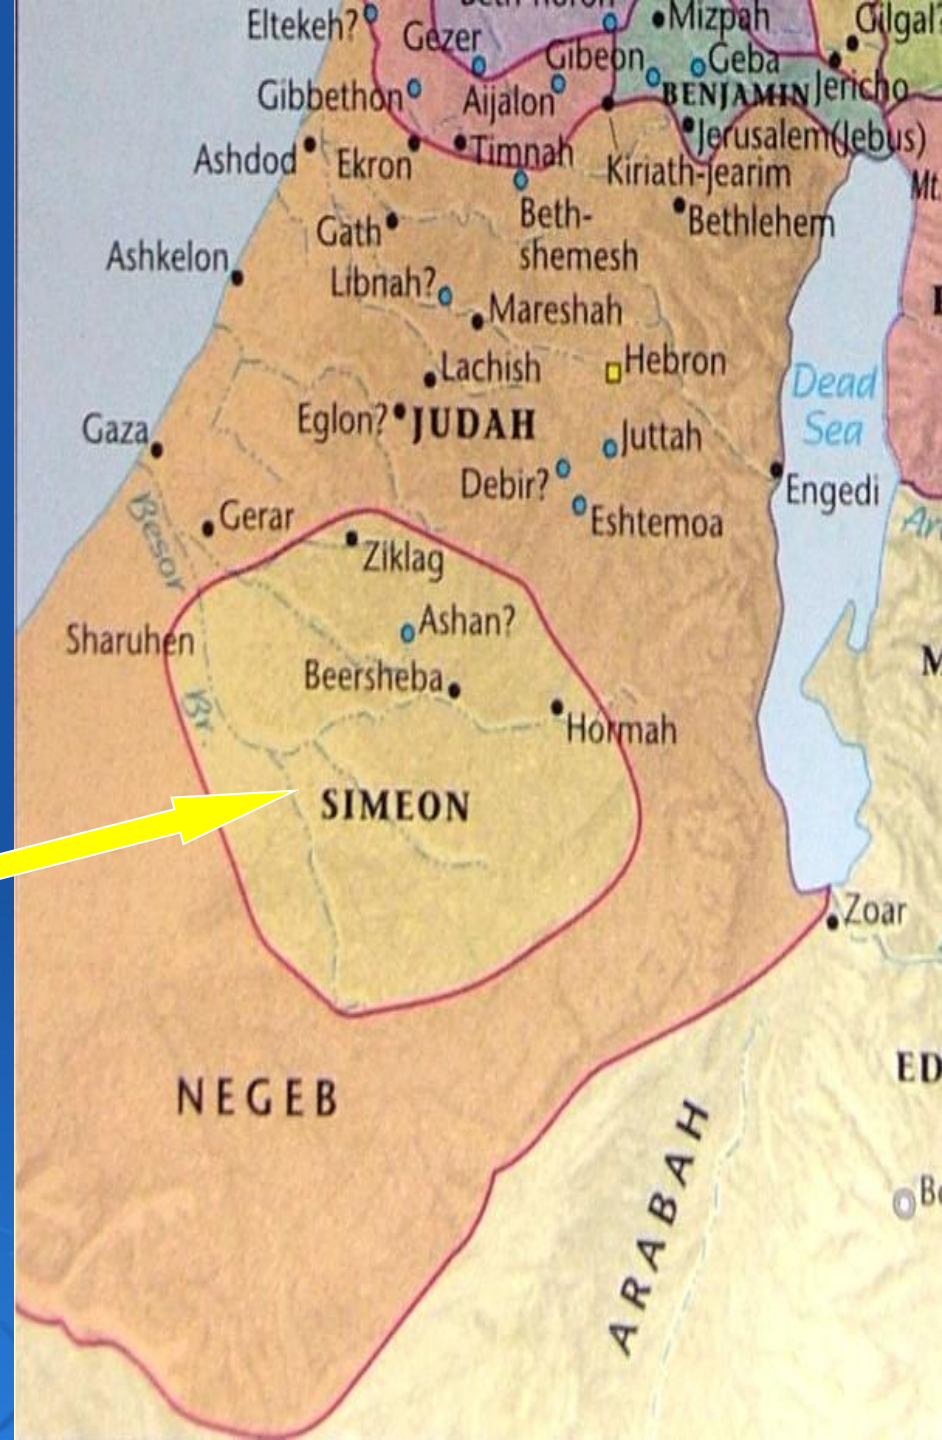 Mizpah
Gilgal?
Eltekeh?
Gezer
Gibeon
Geba
Gibbethon
Aijalon
BENJAMIN
Jericho
Ashdod
Ekron
Timnah
Jerusalem(Jebus)
Kiriath-jearim
Mt.
Gath
Beth-
shemesh
Bethlehem
Ashkelon
Libnah?
Mareshah
Lachish
Hebron
Dead
Sea
Gaza
Eglon?
JUDAH
Juttah
Debir?
Engedi
Besor
Gerar
Eshtemoa
Ziklag
Sharuhen
Ashan?
Beersheba
Br.
Hormah
SIMEON
Zoar
NEGEB
ARABAH